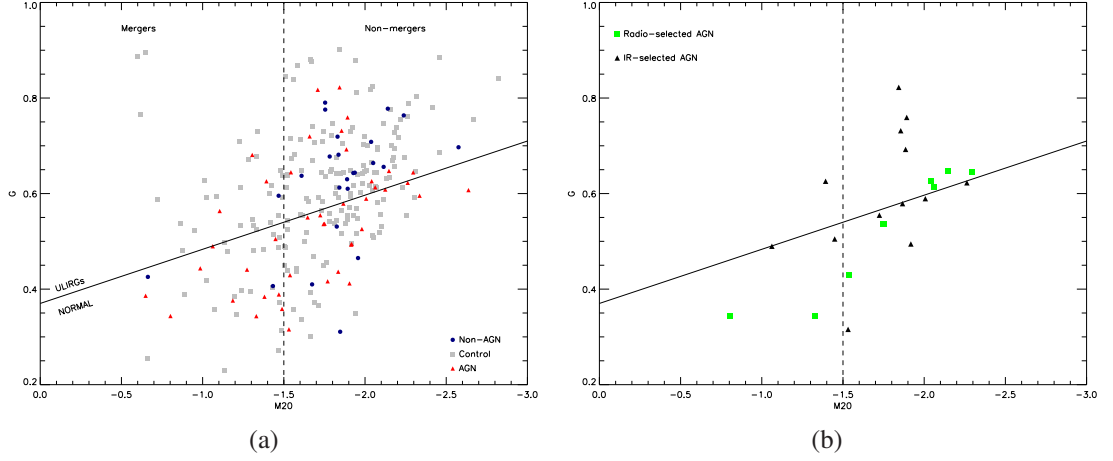 Mergers
Non-mergers
ULIRGs
NORMAL
Non-AGN
Control
AGN
G
1.0
0.8
0.6
0.4
0.2
0.0
-0.5
-1.0
-1.5
-2.0
-2.5
-3.0
M20
(a)
Radio-selected AGN
IR-selected AGN
G
1.0
0.8
0.6
0.4
0.2
0.0
-0.5
-1.0
-1.5
-2.0
-2.5
-3.0
M20
(b)